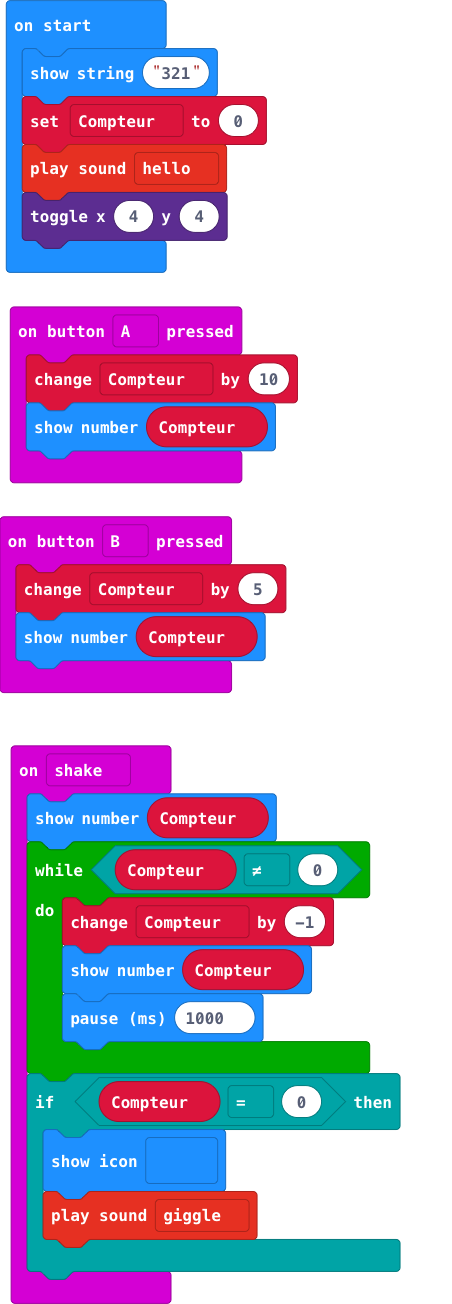 on start
show string "321"
set Compteur to 0
play sound hello
toggle x 4 y 4
on button A pressed
change Compteur by 10
show number Compteur
on button B pressed
change Compteur by 5
show number Compteur
on shake
show number Compteur
while Compteur ≠ 0
do change Compteur by -1
show number Compteur
pause (ms) 1000
if Compteur = 0 then
show icon
play sound giggle